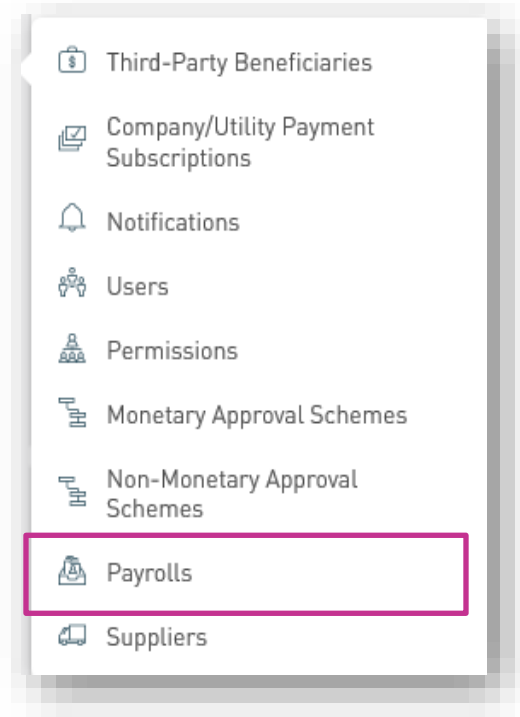 Third-Party Beneficiaries
Company/Utility Payment
Subscriptions
Notifications
Users
Permissions
Monetary Approval Schemes
Non-Monetary Approval
Schemes
Payrolls
Suppliers